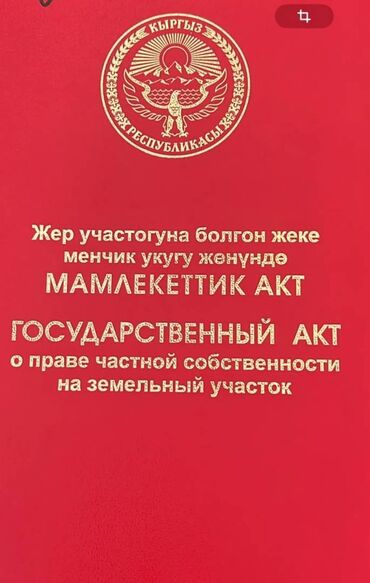 КЫРГЫЗ
РЕСПУБЛИКАСЫ
Жер участогуна болгон жеке
менчик укугу жөнүндө
МАМЛЕКЕТТИК АКТ
ГОСУДАРСТВЕННЫЙ АКТ
о праве частной собственности
на земельный участок